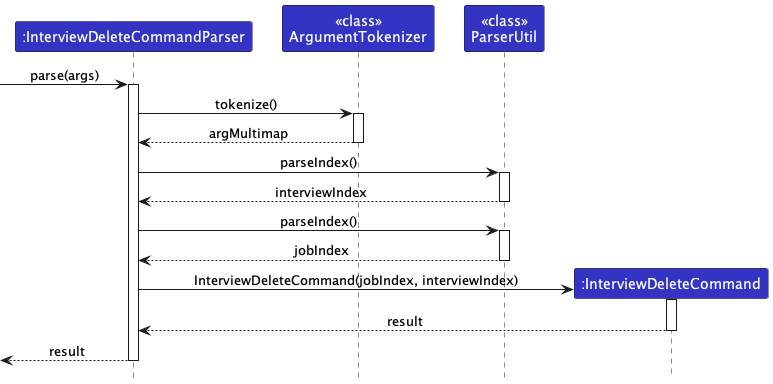 :InterviewDeleteCommandParser
«class»
ArgumentTokenizer
«class»
ParserUtil
parse(args)
tokenize()
argMultimap
parseIndex()
interviewIndex
parseIndex()
jobIndex
InterviewDeleteCommand(jobIndex, interviewIndex)
:InterviewDeleteCommand
result
result